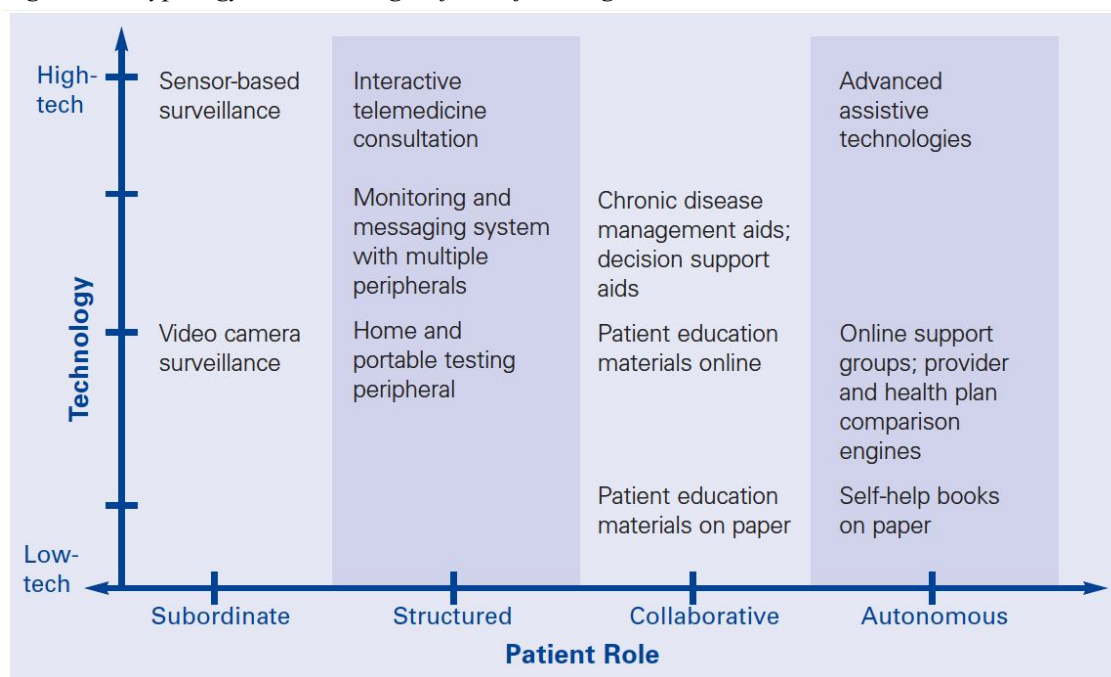 High-
tech
Sensor-based
surveillance
Interactive
telemedicine
consultation
Advanced
assistive
technologies
Monitoring and
messaging system
with multiple
peripherals
Chronic disease
management aids;
decision support
aids
Technology
Video camera
surveillance
Home and
portable testing
peripheral
Patient education
materials online
Online support
groups; provider
and health plan
comparison
engines
Patient education
materials on paper
Self-help books
on paper
Low-
tech
Subordinate
Structured
Collaborative
Autonomous
Patient Role